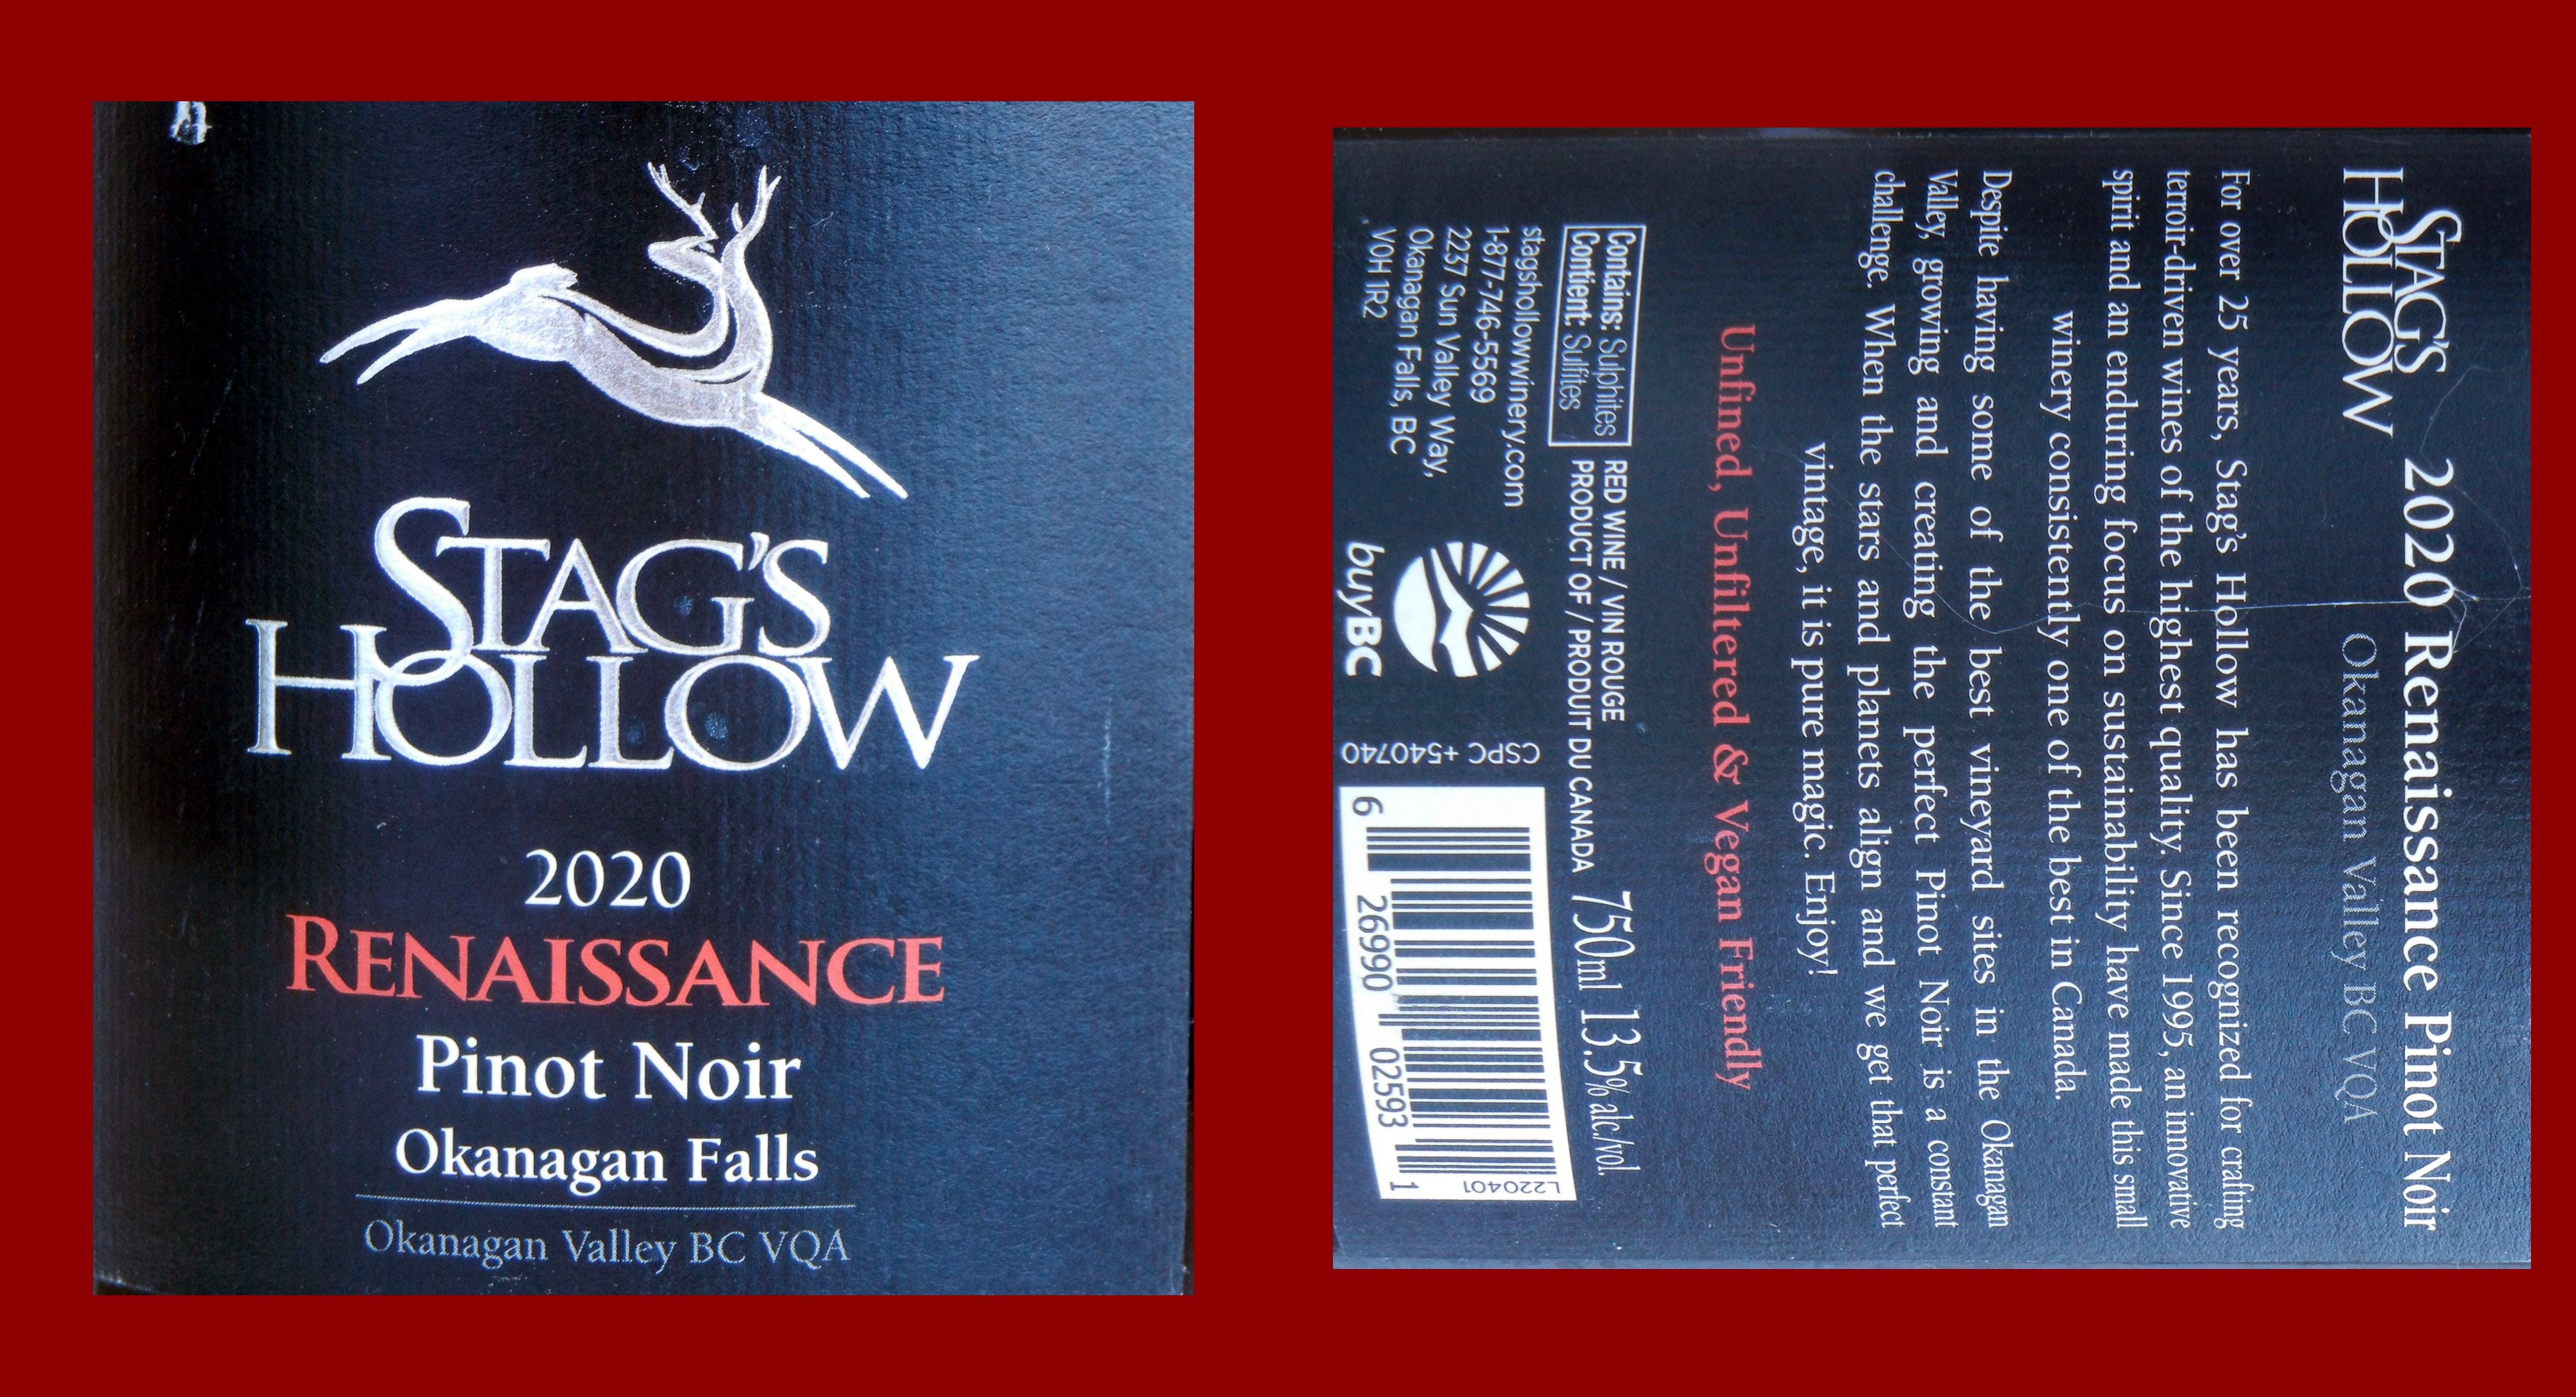 STAG'S
HOLLOW
2020
RENAISSANCE
Pinot Noir
Okanagan Falls
Okanagan Valley BC VQA
STAG'S
HOLLOW
2020 Renaissance Pinot Noir
Okanagan Valley BC VQA
For over 25 years, Stag's Hollow has been recognized for crafting
terroir-driven wines of the highest quality. Since 1995, an innovative
spirit and an enduring focus on sustainability have made this small
winery consistently one of the best in Canada.
Despite having some of the best vineyard sites in the Okanagan
Valley, growing and creating the perfect Pinot Noir is a constant
challenge. When the stars and planets align and we get that perfect
vintage, it is pure magic. Enjoy!
Unfined, Unfiltered & Vegan Friendly
Contains: Sulphites
Contient: Sulfites
RED WINE / VIN ROUGE
PRODUCT OF / PRODUIT DU CANADA
750ml 13.5% alc./vol.
stagshollowwinery.com
1-877-746-5569
2237 Sun Valley Way,
Okanagan Falls, BC
V0H 1R2
buyBC
CSPC +540740
6 26990 02593 1
L220401